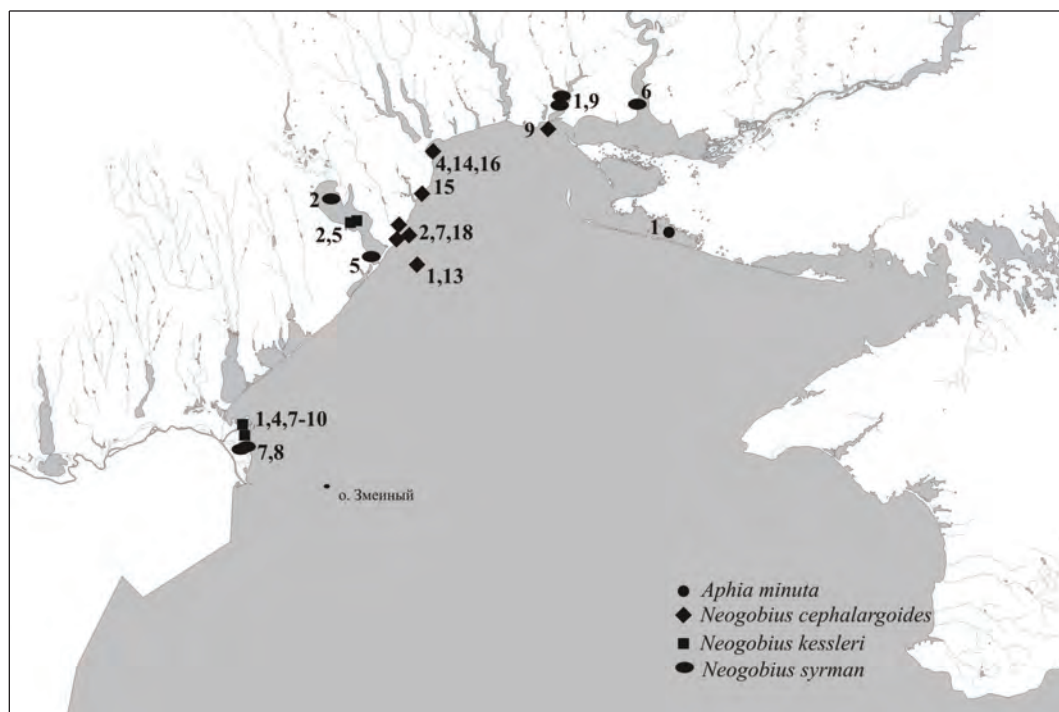 6
1,9
9
4,14,16
15
2
2,5
2,7,18
1
5
1,13
1,4,7-10
7,8
о. Змеиный
Aphia minuta
Neogobius cephalargoides
Neogobius kessleri
Neogobius syrman